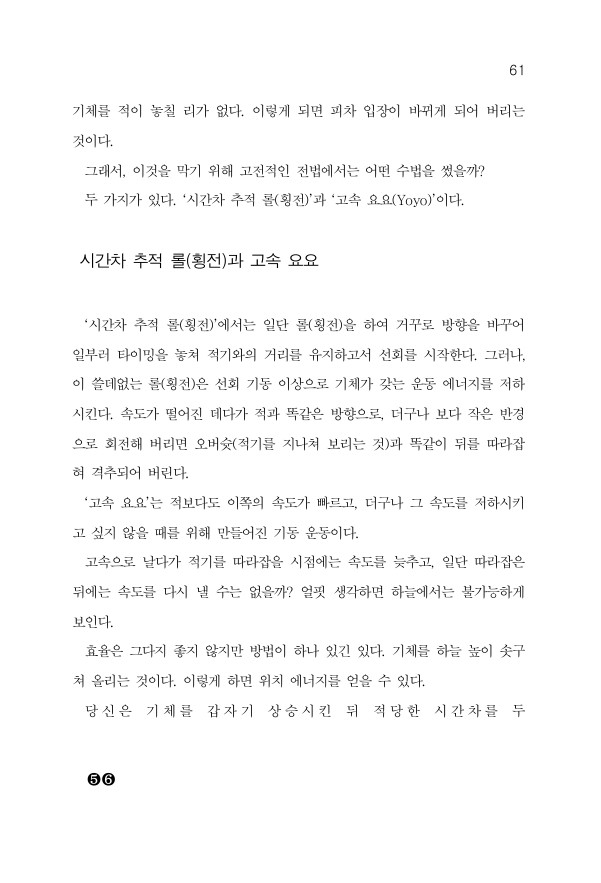 61
기체를 적이 놓칠 리가 없다. 이렇게 되면 피차 입장이 바뀌게 되어 버리는
것이다.
그래서, 이것을 막기 위해 고전적인 전법에서는 어떤 수법을 썼을까?
두 가지가 있다. ‘시간차 추적 롤(횡전)’과 ‘고속 요요(Yoyo)’이다.
시간차 추적 롤(횡전)과 고속 요요
‘시간차 추적 롤(횡전)’에서는 일단 롤(횡전)을 하여 거꾸로 방향을 바꾸어
일부러 타이밍을 놓쳐 적기와의 거리를 유지하고서 선회를 시작한다. 그러나,
이 쓸데없는 롤(횡전)은 선회 기동 이상으로 기체가 갖는 운동 에너지를 저하
시킨다. 속도가 떨어진 데다가 적과 똑같은 방향으로, 더구나 보다 작은 반경
으로 회전해 버리면 오버슛(적기를 지나쳐 보리는 것)과 똑같이 뒤를 따라잡
혀 격추되어 버린다.
‘고속 요요’는 적보다도 이쪽의 속도가 빠르고, 더구나 그 속도를 저하시키
고 싶지 않을 때를 위해 만들어진 기동 운동이다.
고속으로 날다가 적기를 따라잡을 시점에는 속도를 늦추고, 일단 따라잡은
뒤에는 속도를 다시 낼 수는 없을까? 얼핏 생각하면 하늘에서는 불가능하게
보인다.
효율은 그다지 좋지 않지만 방법이 하나 있긴 있다. 기체를 하늘 높이 솟구
쳐 올리는 것이다. 이렇게 하면 위치 에너지를 얻을 수 있다.
당신은 기체를 갑자기 상승시킨 뒤 적당한 시간차를 두
❺❻